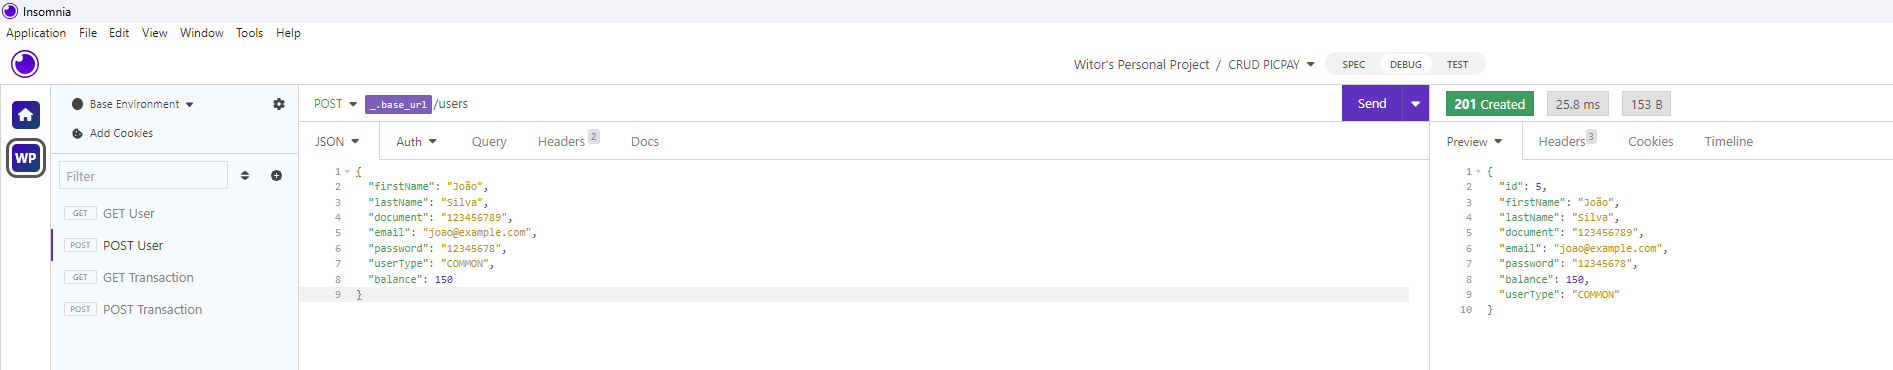 Insomnia
Application File Edit View Window Tools Help
Witor's Personal Project / CRUD PICPAY SPEC DEBUG TEST
Base Environment
Add Cookies
WP
Filter
GET GET User
POST POST User
GET GET Transaction
POST POST Transaction
POST _.base_url /users Send
JSON Auth Query Headers 2 Docs
1 {
2 "firstName": "João",
3 "lastName": "Silva",
4 "document": "123456789",
5 "email": "joao@example.com",
6 "password": "12345678",
7 "userType": "COMMON",
8 "balance": 150
9 }
201 Created 25.8 ms 153 B
Preview Headers 3 Cookies Timeline
1 {
2 "id": 5,
3 "firstName": "João",
4 "lastName": "Silva",
5 "document": "123456789",
6 "email": "joao@example.com",
7 "password": "12345678",
8 "balance": 150,
9 "userType": "COMMON"
10 }